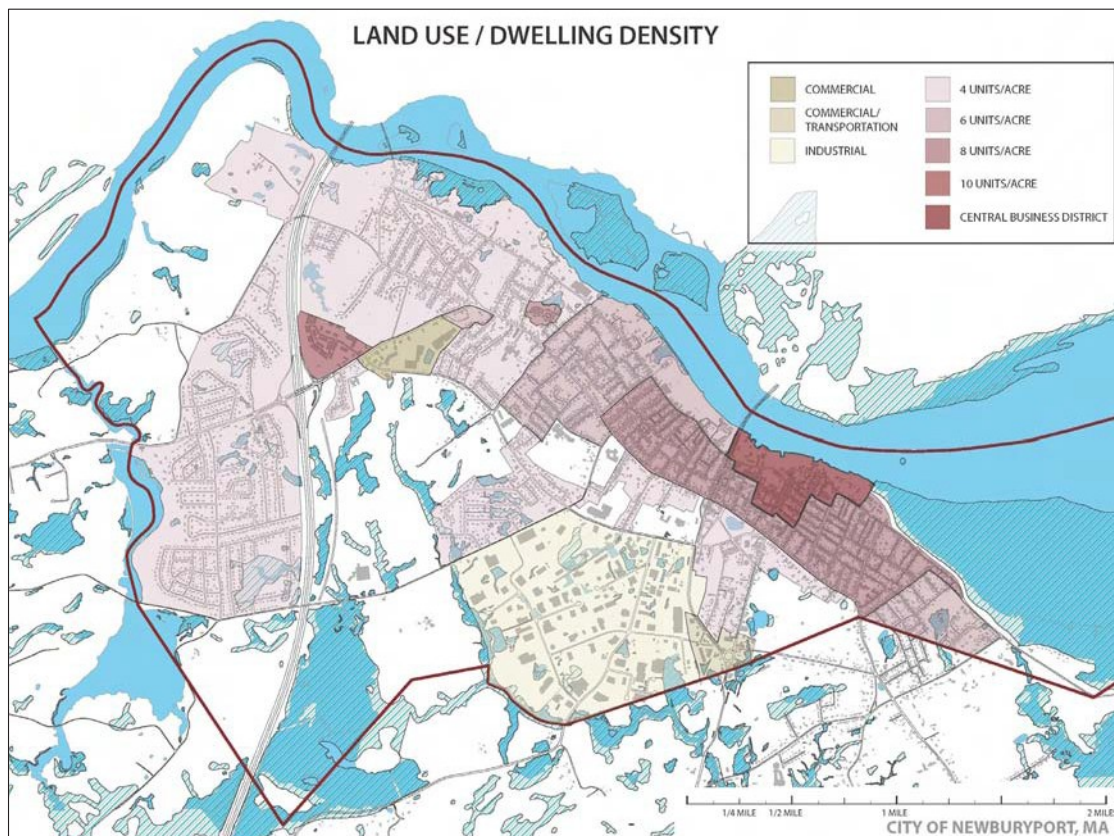 LAND USE / DWELLING DENSITY
COMMERCIAL
COMMERCIAL/
TRANSPORTATION
INDUSTRIAL
4 UNITS/ACRE
6 UNITS/ACRE
8 UNITS/ACRE
10 UNITS/ACRE
CENTRAL BUSINESS DISTRICT
1/4 MILE 1/2 MILE 1 MILE 2 MILES
CITY OF NEWBURYPORT, MA